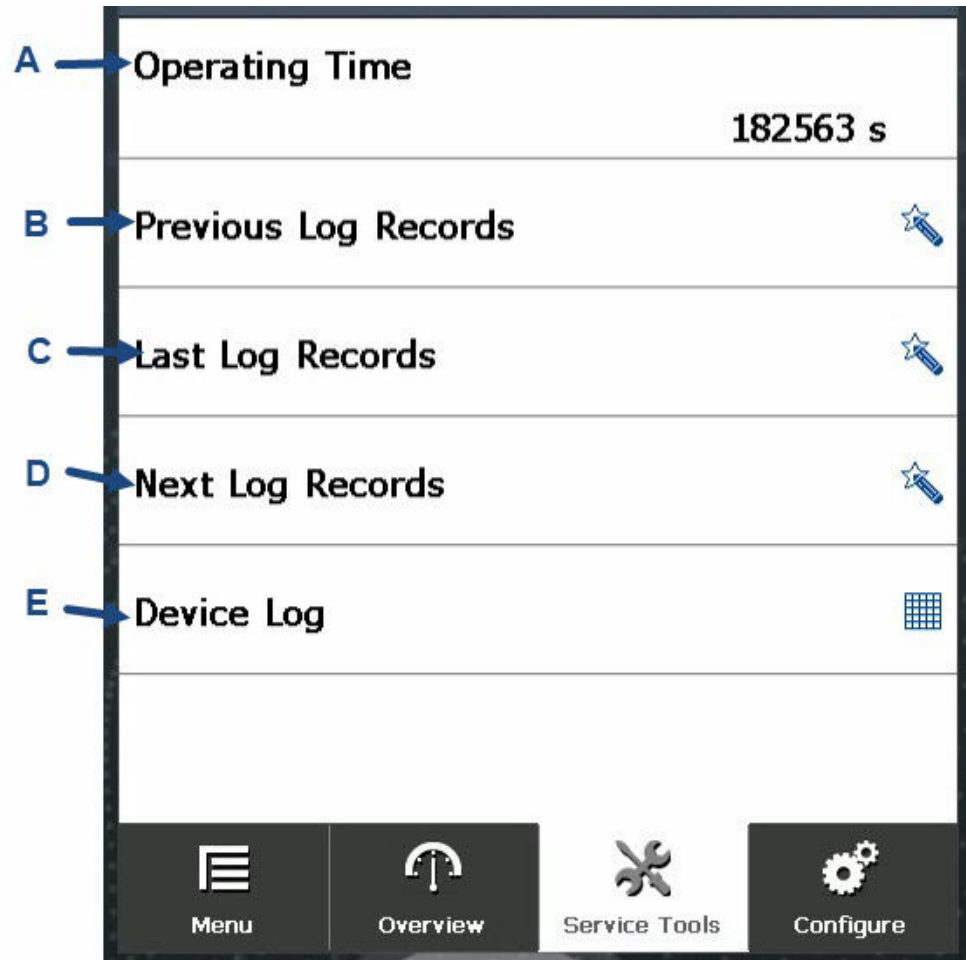 A
Operating Time
182563 s
B
Previous Log Records
C
Last Log Records
D
Next Log Records
E
Device Log
Menu
Overview
Service Tools
Configure